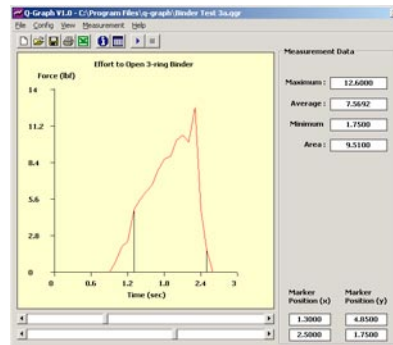 Q-Graph V1.0 - C:\Program Files\q-graph\Binder Test 3a.qgr
File Config View Measurement Help
Effort to Open 3-ring Binder
Force (lbf)
14
11.2
8.4
5.6
2.8
0
0 0.6 1.2 1.8 2.4 3
Time (sec)
Measurement Data
Maximum : 12.6000
Average : 7.5692
Minimum 1.7500
Area : 9.5100
Marker Position (x)
Marker Position (y)
1.3000 4.8500
2.5000 1.7500